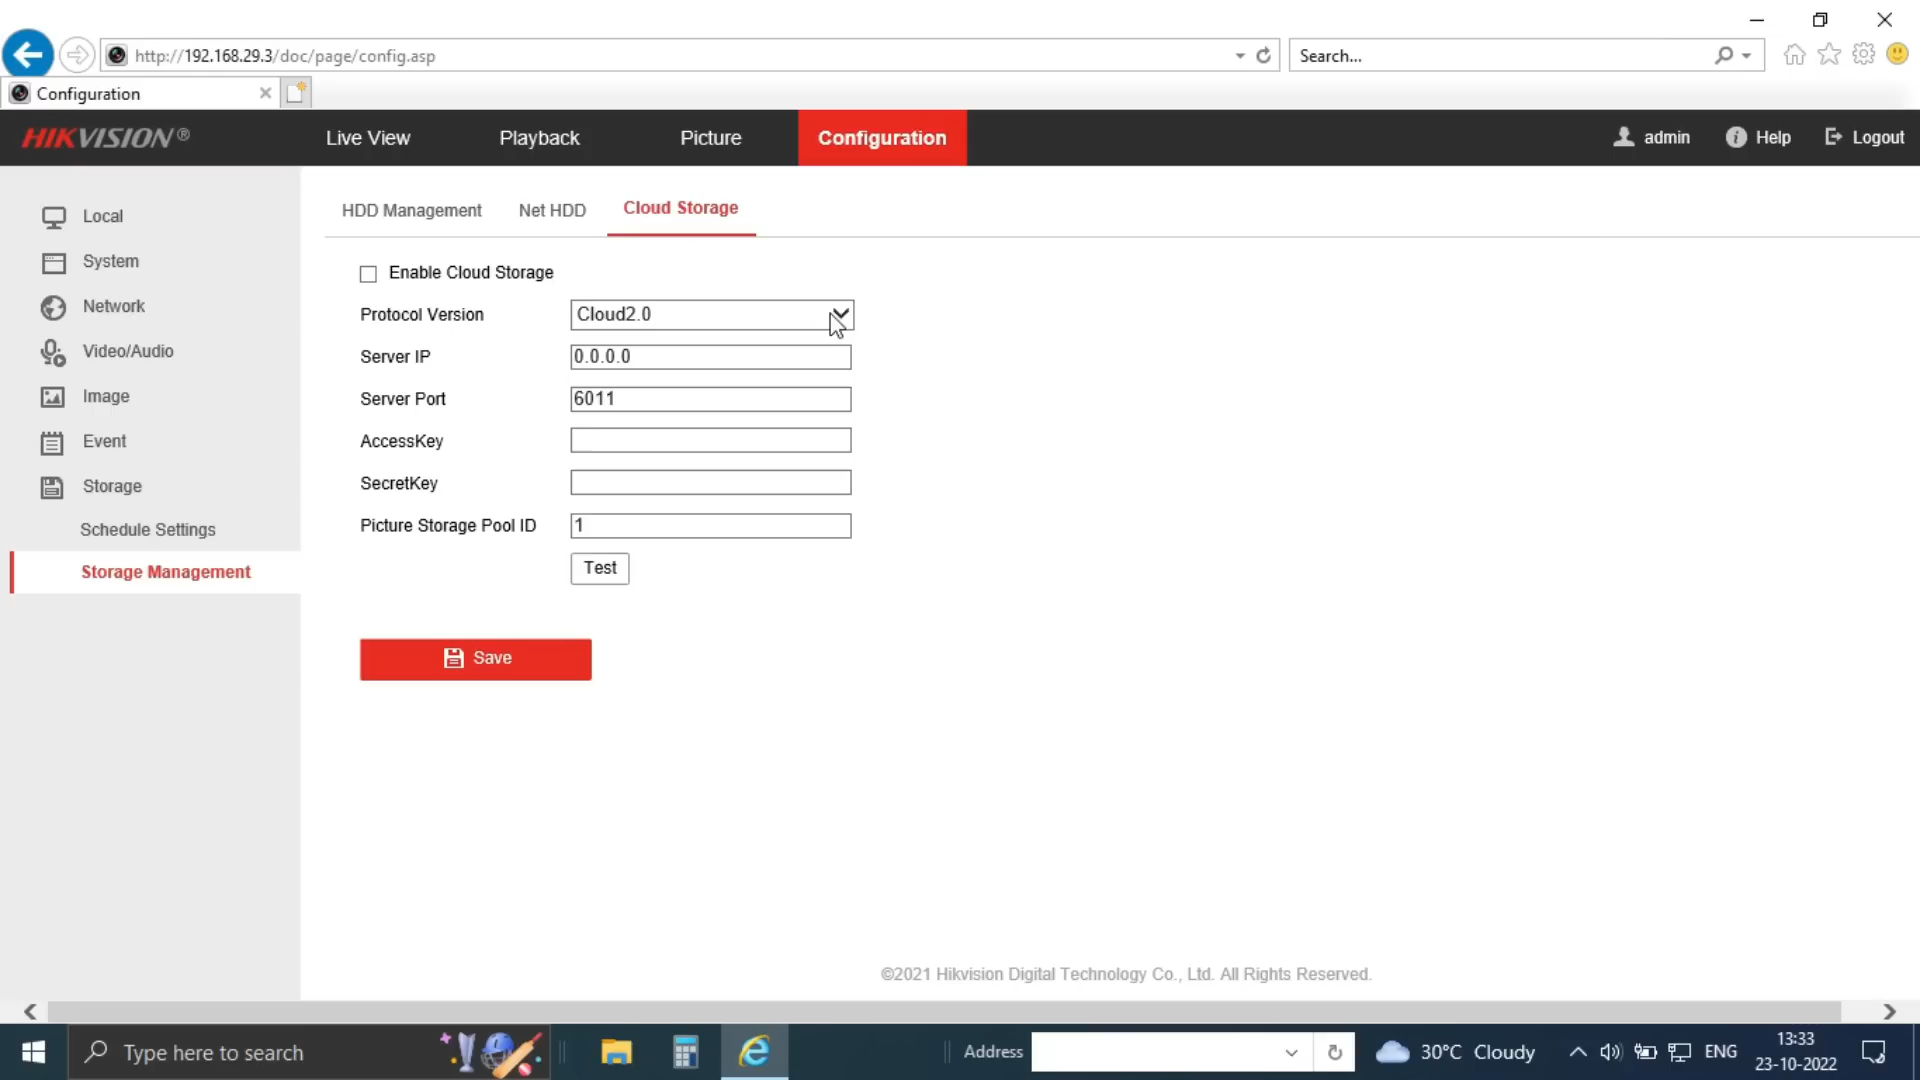 http://192.168.29.3/doc/page/config.asp
Search...
Configuration
HIKVISION®
Live View
Playback
Picture
Configuration
admin
Help
Logout
Local
System
Network
Video/Audio
Image
Event
Storage
Schedule Settings
Storage Management
HDD Management
Net HDD
Cloud Storage
Enable Cloud Storage
Protocol Version
Cloud2.0
Server IP
0.0.0.0
Server Port
6011
AccessKey
SecretKey
Picture Storage Pool ID
1
Test
Save
©2021 Hikvision Digital Technology Co., Ltd. All Rights Reserved.
Type here to search
Address
30°C Cloudy
ENG
13:33
23-10-2022